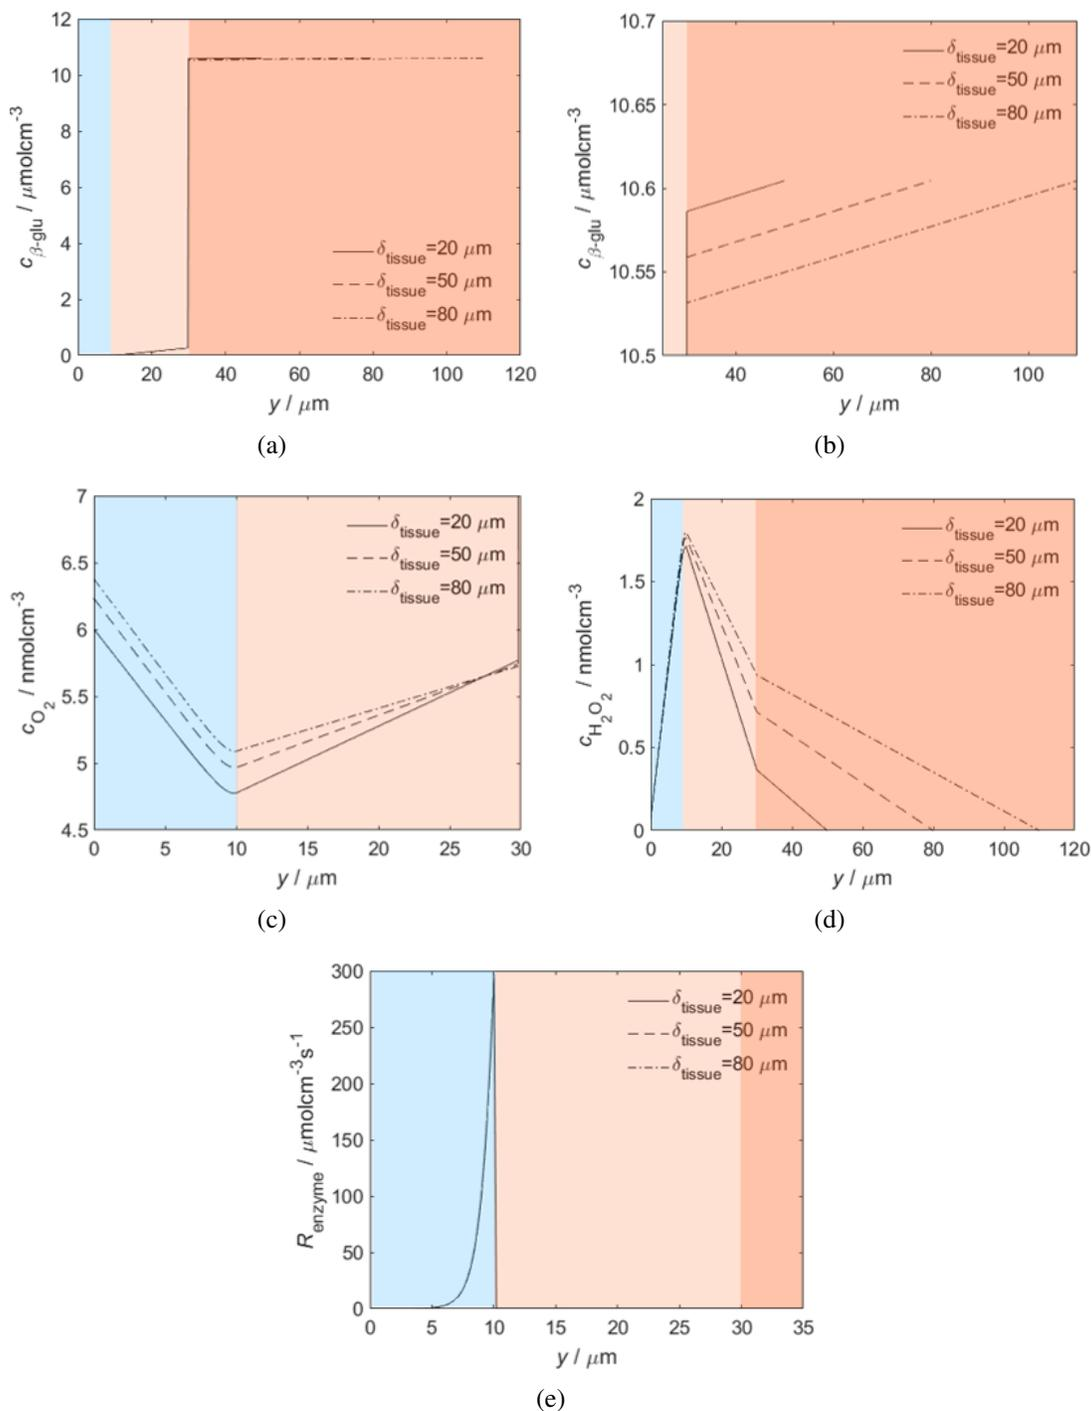 12
10
8
6
4
2
0
c_β-glu / μmolcm⁻³
δ_tissue=20 μm
δ_tissue=50 μm
δ_tissue=80 μm
0 20 40 60 80 100 120
y / μm
(a)
10.7
10.65
10.6
10.55
10.5
c_β-glu / μmolcm⁻³
δ_tissue=20 μm
δ_tissue=50 μm
δ_tissue=80 μm
40 60 80 100
y / μm
(b)
7
6.5
6
5.5
5
4.5
c_O₂ / nmolcm⁻³
δ_tissue=20 μm
δ_tissue=50 μm
δ_tissue=80 μm
0 5 10 15 20 25 30
y / μm
(c)
2
1.5
1
0.5
0
c_H₂O₂ / nmolcm⁻³
δ_tissue=20 μm
δ_tissue=50 μm
δ_tissue=80 μm
0 20 40 60 80 100 120
y / μm
(d)
300
250
200
150
100
50
0
R_enzyme / μmolcm⁻³s⁻¹
δ_tissue=20 μm
δ_tissue=50 μm
δ_tissue=80 μm
0 5 10 15 20 25 30 35
y / μm
(e)